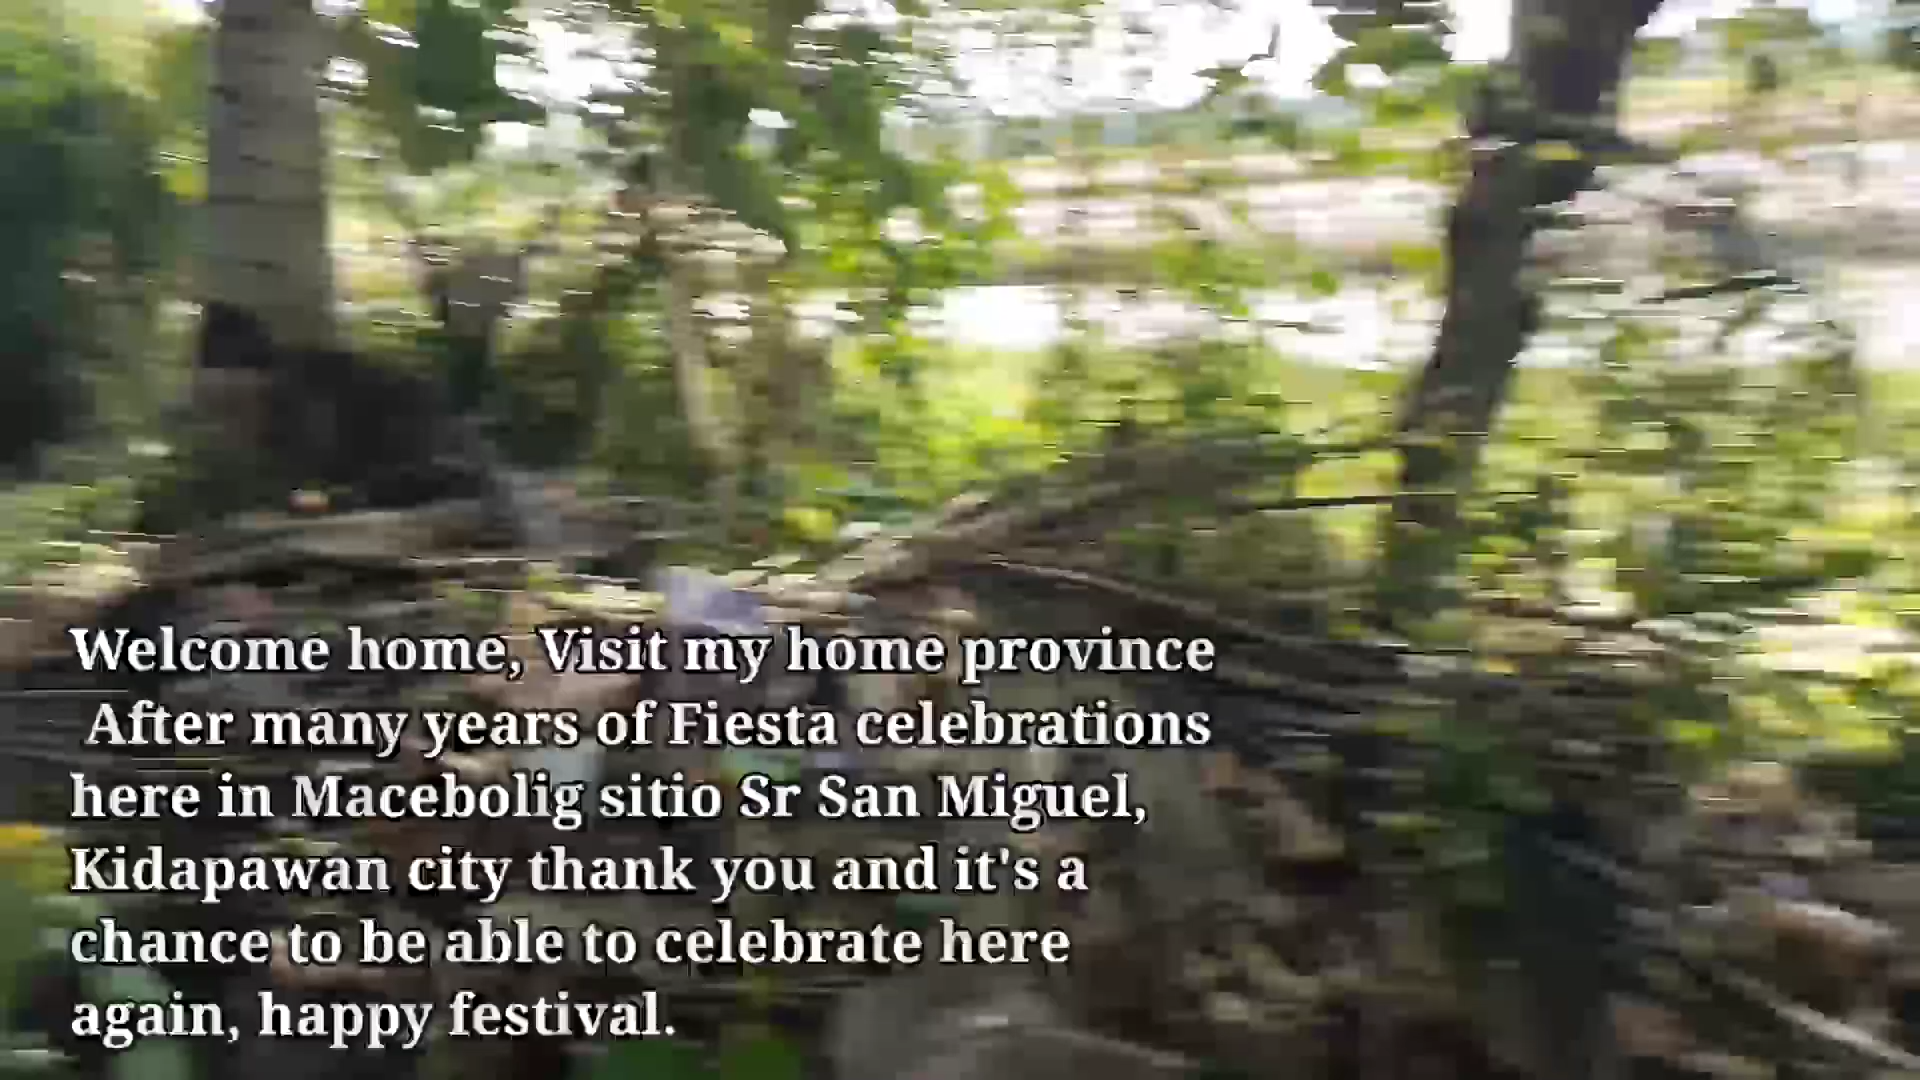 Welcome home, Visit my home province
After many years of Fiesta celebrations
here in Macebolig sitio Sr San Miguel,
Kidapawan city thank you and it's a
chance to be able to celebrate here
again, happy festival.